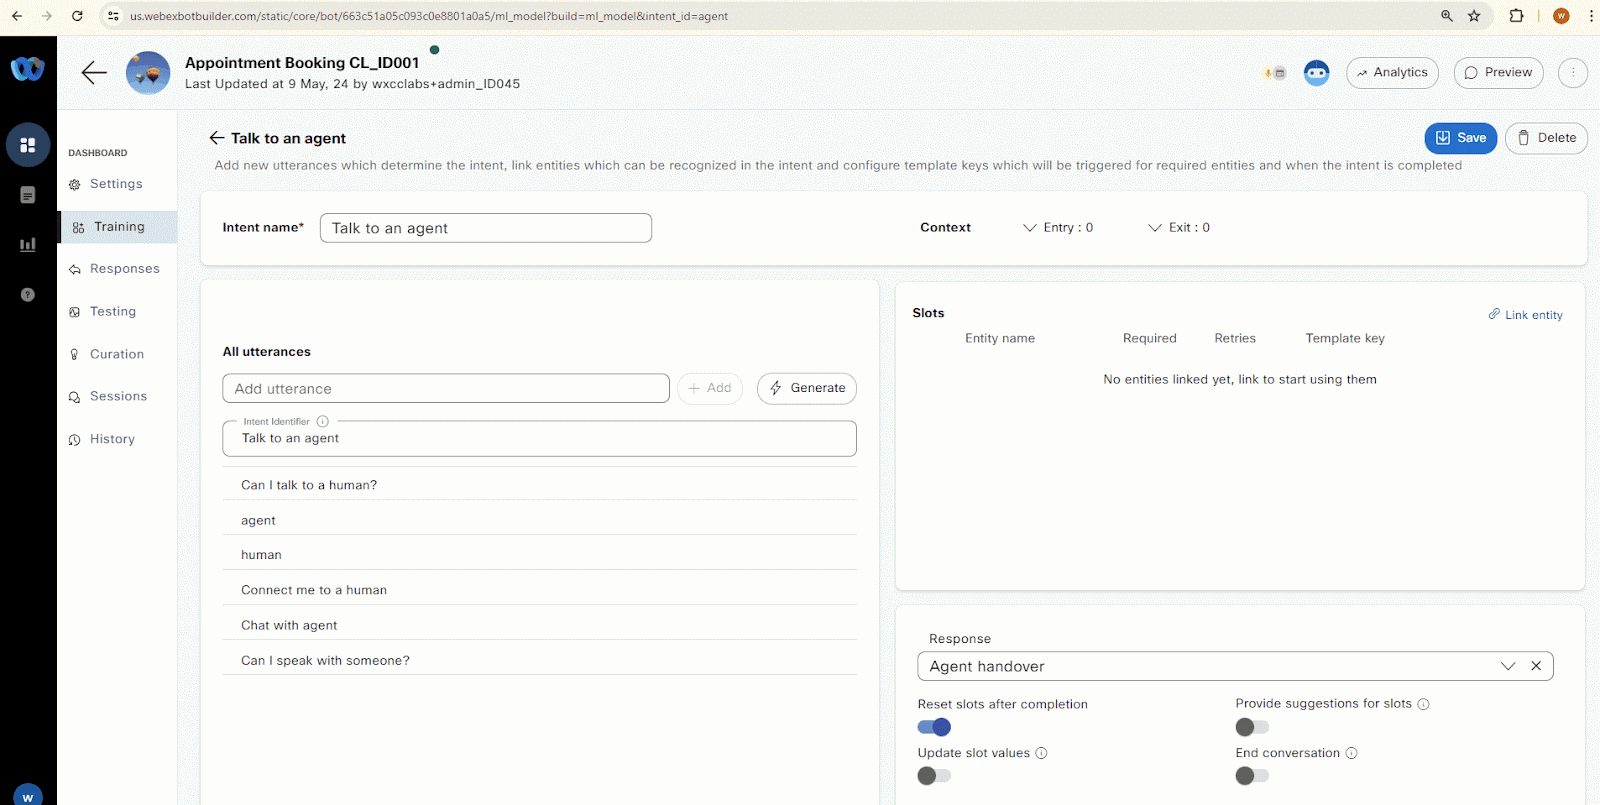 us.webexbotbuilder.com/static/core/bot/663c51a05c093c0e8801a0a5/ml_model?build=ml_model&intent_id=agent
W
Appointment Booking CL_ID001
Last Updated at 9 May, 24 by wxcclabs+admin_ID045
Analytics
Preview
DASHBOARD
Settings
Training
Responses
Testing
Curation
Sessions
History
Talk to an agent
Save
Delete
Add new utterances which determine the intent, link entities which can be recognized in the intent and configure template keys which will be triggered for required entities and when the intent is completed
Intent name*
Talk to an agent
Context
Entry : 0
Exit : 0
All utterances
Add utterance
+ Add
Generate
Intent Identifier
Talk to an agent
Can I talk to a human?
agent
human
Connect me to a human
Chat with agent
Can I speak with someone?
Slots
Link entity
Entity name Required Retries Template key
No entities linked yet, link to start using them
Response
Agent handover
Reset slots after completion
Provide suggestions for slots
Update slot values
End conversation
W